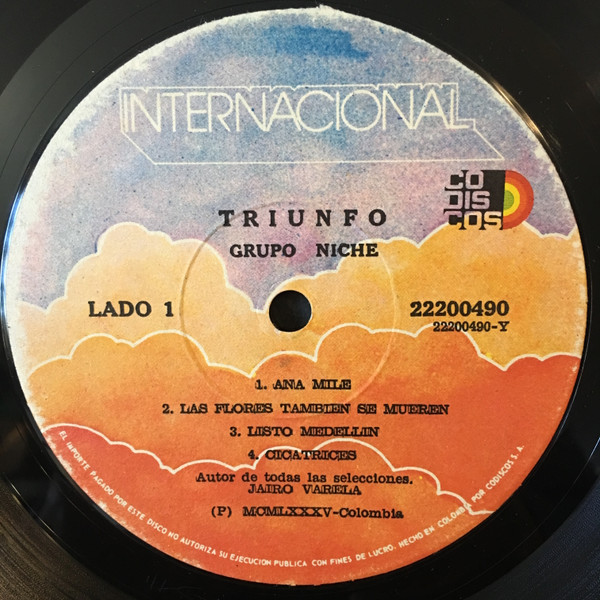 INTERNACIONAL
CO
DIS
COS
TRIUNFO
GRUPO NICHE
LADO 1
22200490
22200490-Y
1. ANA MILE
2. LAS FLORES TAMBIEN SE MUEREN
3. LISTO MEDELLIN
4. CICATRICES
Autor de todas las selecciones,
JAIRO VARELA
(P) MCMLXXXV-Colombia
EL IMPORTE PAGADO POR ESTE DISCO NO AUTORIZA SU EJECUCION PUBLICA CON FINES DE LUCRO. HECHO EN COLOMBIA POR CODISCOS S.A.